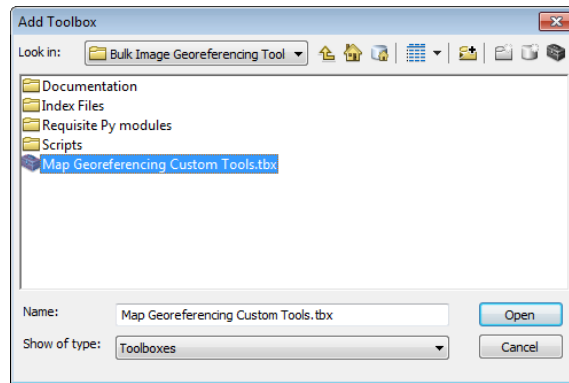 Add Toolbox
Look in: Bulk Image Georeferencing Tool
Documentation
Index Files
Requisite Py modules
Scripts
Map Georeferencing Custom Tools.tbx
Name: Map Georeferencing Custom Tools.tbx Open
Show of type: Toolboxes Cancel